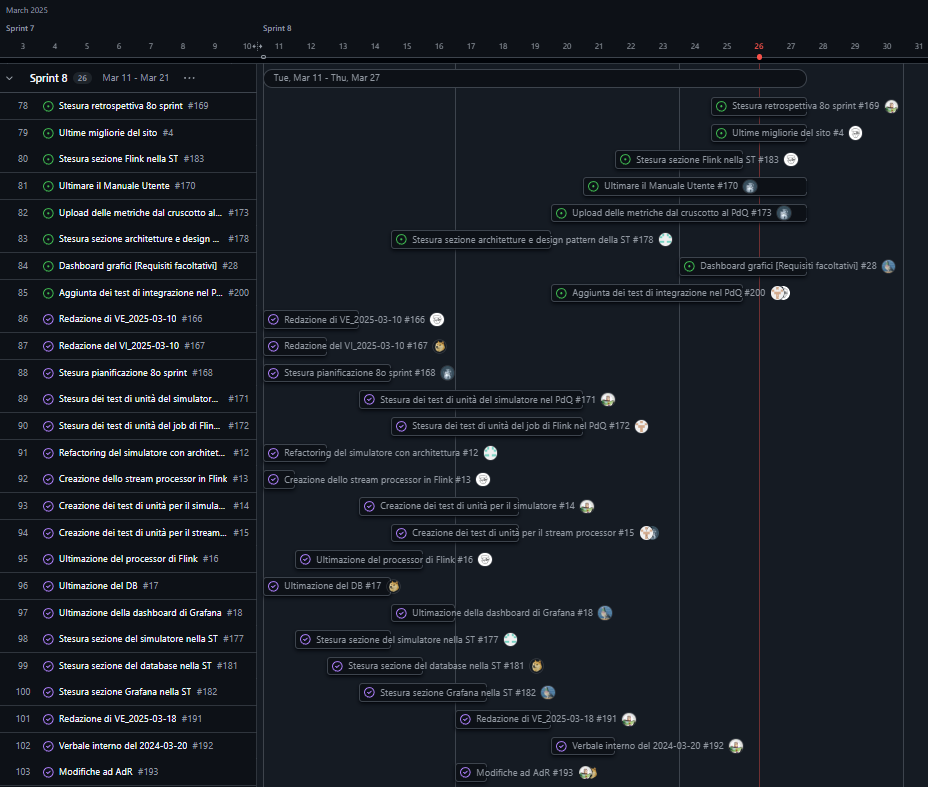 March 2025
Sprint 7
Sprint 8
3 4 5 6 7 8 9 10 11 12 13 14 15 16 17 18 19 20 21 22 23 24 25 26 27 28 29 30 31
Sprint 8 26 Mar 11 - Mar 21 ···
Tue, Mar 11 - Thu, Mar 27
78 Stesura retrospettiva 8o sprint #169 Stesura retrospettiva 8o sprint #169
79 Ultime migliorie del sito #4 Ultime migliorie del sito #4
80 Stesura sezione Flink nella ST #183 Stesura sezione Flink nella ST #183
81 Ultimare il Manuale Utente #170 Ultimare il Manuale Utente #170
82 Upload delle metriche dal cruscotto al... #173 Upload delle metriche dal cruscotto al PdQ #173
83 Stesura sezione architetture e design ... #178 Stesura sezione architetture e design pattern della ST #178
84 Dashboard grafici [Requisiti facoltativi] #28 Dashboard grafici [Requisiti facoltativi] #28
85 Aggiunta dei test di integrazione nel P... #200 Aggiunta dei test di integrazione nel PdQ #200
86 Redazione di VE_2025-03-10 #166 Redazione di VE_2025-03-10 #166
87 Redazione del VI_2025-03-10 #167 Redazione del VI_2025-03-10 #167
88 Stesura pianificazione 8o sprint #168 Stesura pianificazione 8o sprint #168
89 Stesura dei test di unità del simulator... #171 Stesura dei test di unità del simulatore nel PdQ #171
90 Stesura dei test di unità del job di Flin... #172 Stesura dei test di unità del job di Flink nel PdQ #172
91 Refactoring del simulatore con architet... #12 Refactoring del simulatore con architettura #12
92 Creazione dello stream processor in Flink #13 Creazione dello stream processor in Flink #13
93 Creazione dei test di unità per il simula... #14 Creazione dei test di unità per il simulatore #14
94 Creazione dei test di unità per il stream... #15 Creazione dei test di unità per il stream processor #15
95 Ultimazione del processor di Flink #16 Ultimazione del processor di Flink #16
96 Ultimazione del DB #17 Ultimazione del DB #17
97 Ultimazione della dashboard di Grafana #18 Ultimazione della dashboard di Grafana #18
98 Stesura sezione del simulatore nella ST #177 Stesura sezione del simulatore nella ST #177
99 Stesura sezione del database nella ST #181 Stesura sezione del database nella ST #181
100 Stesura sezione Grafana nella ST #182 Stesura sezione Grafana nella ST #182
101 Redazione di VE_2025-03-18 #191 Redazione di VE_2025-03-18 #191
102 Verbale interno del 2024-03-20 #192 Verbale interno del 2024-03-20 #192
103 Modifiche ad AdR #193 Modifiche ad AdR #193